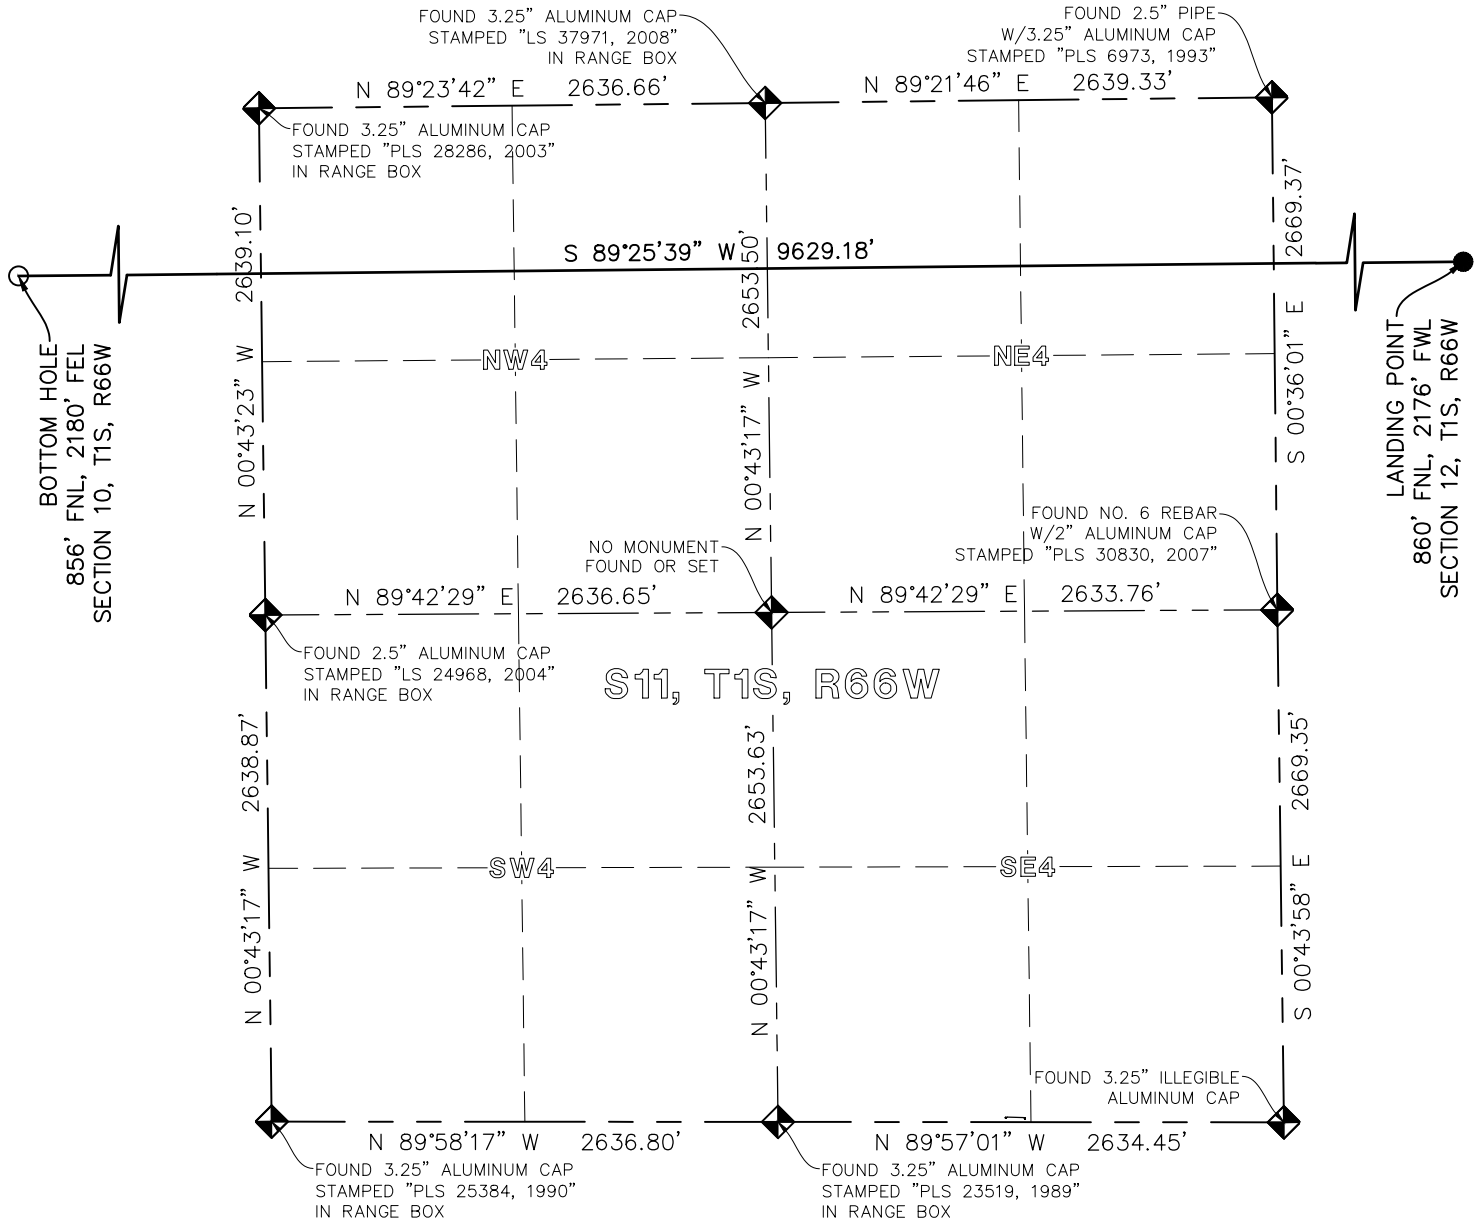 FOUND 3.25" ALUMINUM CAP
STAMPED "LS 37971, 2008"
IN RANGE BOX
FOUND 2.5" PIPE
W/3.25" ALUMINUM CAP
STAMPED "PLS 6973, 1993"
N 89°23'42" E 2636.66'
N 89°21'46" E 2639.33'
FOUND 3.25" ALUMINUM CAP
STAMPED "PLS 28286, 2003"
IN RANGE BOX
N 00°43'23" W 2639.10'
N 00°43'17" W 2653.50'
S 00°36'01" E 2669.37'
S 89°25'39" W 9629.18'
BOTTOM HOLE
856' FNL, 2180' FEL
SECTION 10, T1S, R66W
LANDING POINT
860' FNL, 2176' FWL
SECTION 12, T1S, R66W
NW4
NE4
NO MONUMENT
FOUND OR SET
FOUND NO. 6 REBAR
W/2" ALUMINUM CAP
STAMPED "PLS 30830, 2007"
N 89°42'29" E 2636.65'
N 89°42'29" E 2633.76'
FOUND 2.5" ALUMINUM CAP
STAMPED "LS 24968, 2004"
IN RANGE BOX
S11, T1S, R66W
N 00°43'17" W 2638.87'
N 00°43'17" W 2653.63'
S 00°43'58" E 2669.35'
SW4
SE4
FOUND 3.25" ILLEGIBLE
ALUMINUM CAP
N 89°58'17" W 2636.80'
N 89°57'01" W 2634.45'
FOUND 3.25" ALUMINUM CAP
STAMPED "PLS 25384, 1990"
IN RANGE BOX
FOUND 3.25" ALUMINUM CAP
STAMPED "PLS 23519, 1989"
IN RANGE BOX